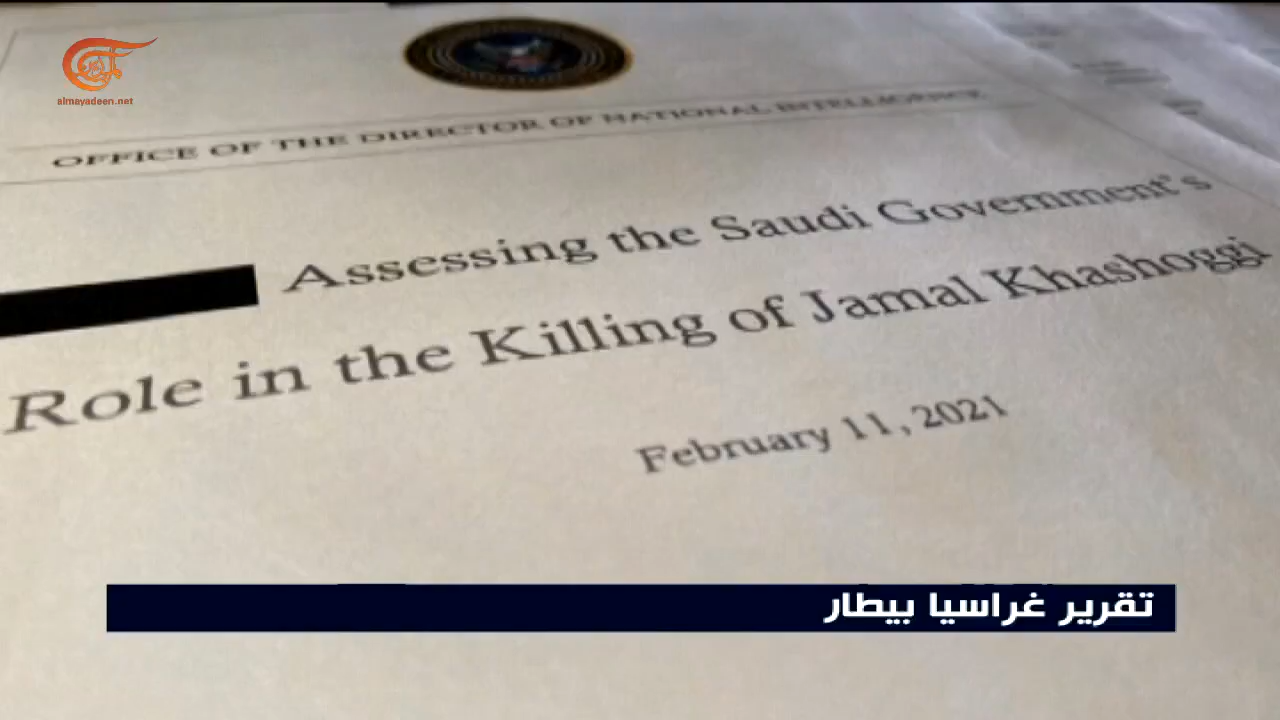 almayadeen.net
OFFICE OF THE DIRECTOR OF NATIONAL INTELLIGENCE
Assessing the Saudi Government's
Role in the Killing of Jamal Khashoggi
February 11, 2021
تقرير غراسيا بيطار